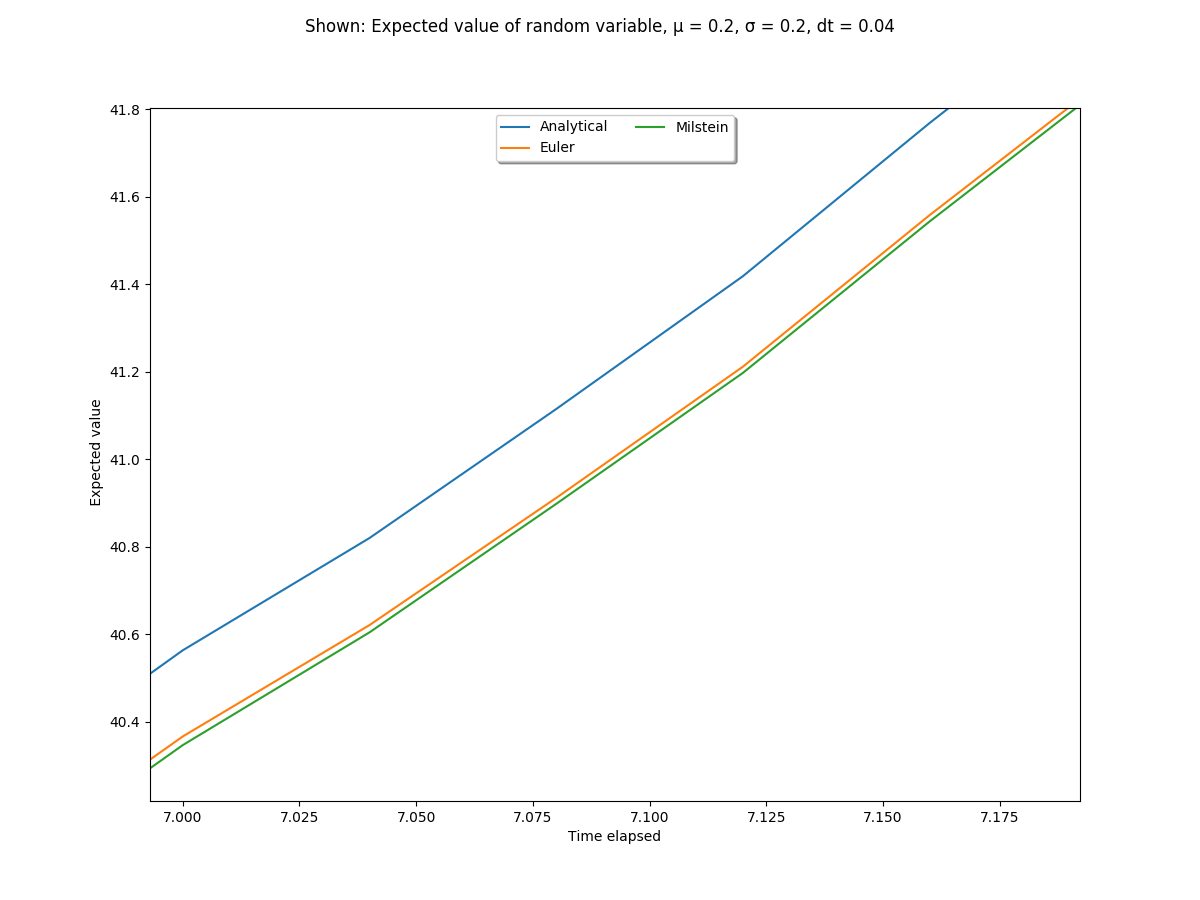 Shown: Expected value of random variable, μ = 0.2, σ = 0.2, dt = 0.04
Analytical
Euler
Milstein
41.8
41.6
41.4
41.2
41.0
40.8
40.6
40.4
Expected value
7.000
7.025
7.050
7.075
7.100
7.125
7.150
7.175
Time elapsed